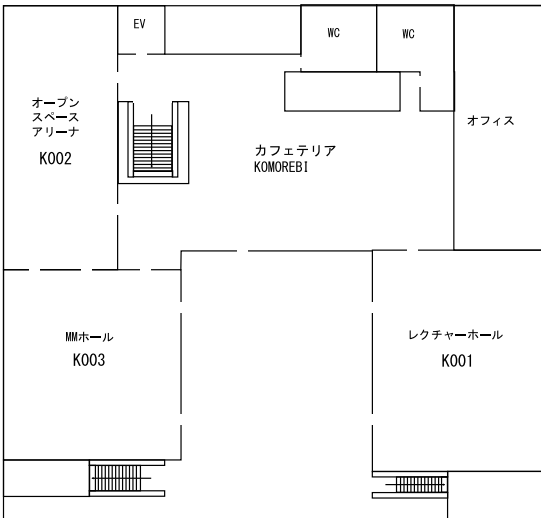 EV
WC
WC
オープン
スペース
アリーナ
K002
オフィス
カフェテリア
KOMOREBI
MMホール
K003
レクチャーホール
K001